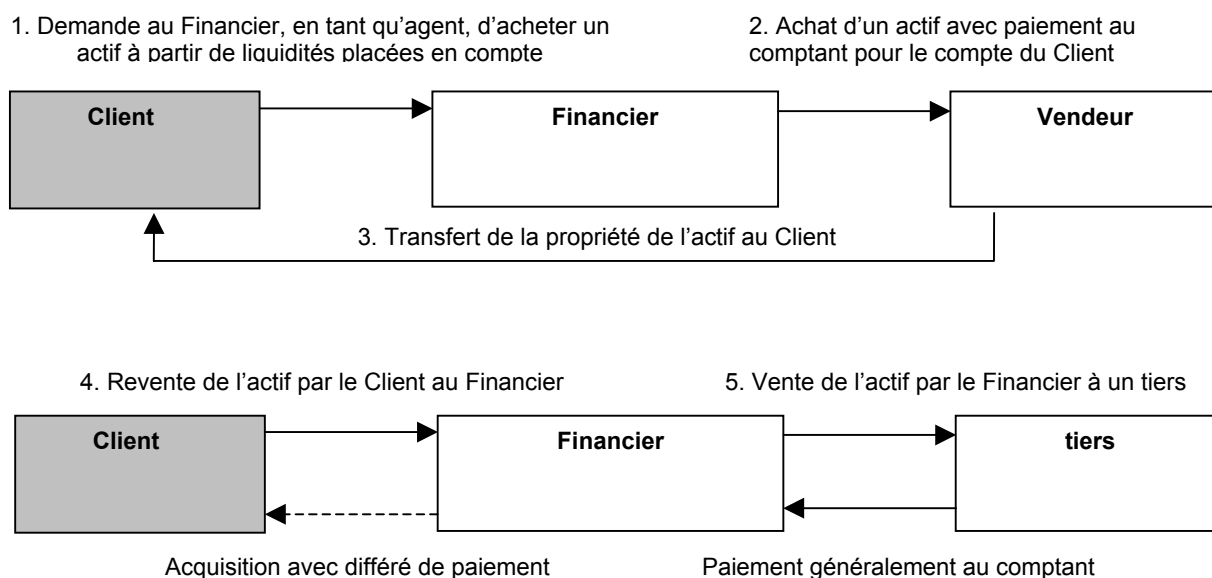 1. Demande au Financier, en tant qu’agent, d’acheter un
actif à partir de liquidités placées en compte
2. Achat d’un actif avec paiement au
comptant pour le compte du Client
Client
Financier
Vendeur
3. Transfert de la propriété de l’actif au Client
4. Revente de l’actif par le Client au Financier
5. Vente de l’actif par le Financier à un tiers
Client
Financier
tiers
Acquisition avec différé de paiement
Paiement généralement au comptant